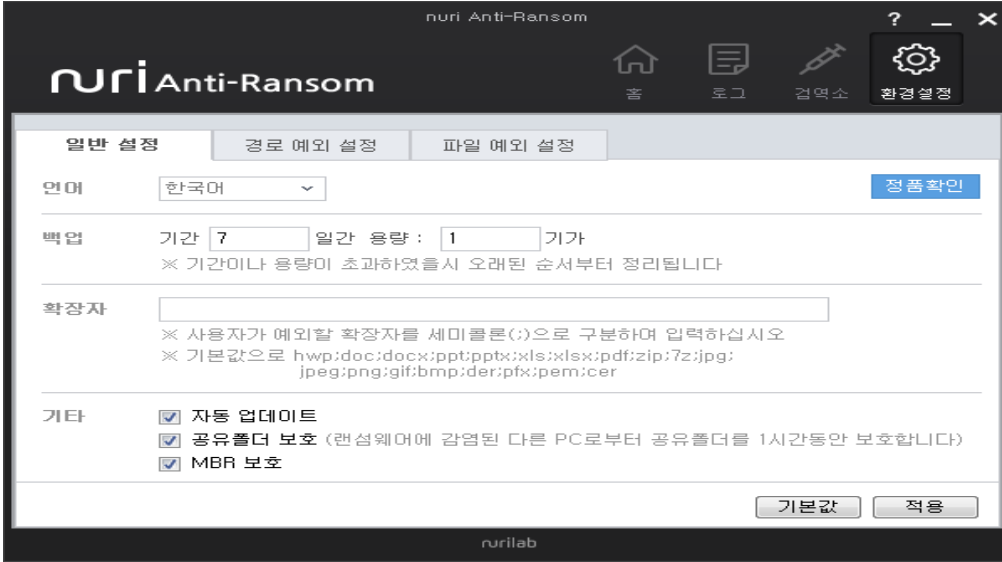 nuri Anti-Ransom
nuri Anti-Ransom
홈 로그 검역소 환경설정
일반 설정 경로 예외 설정 파일 예외 설정
언어 한국어 정품확인
백업 기간 7 일간 용량 : 1 기가
※ 기간이나 용량이 초과하였을시 오래된 순서부터 정리됩니다
확장자
※ 사용자가 예외할 확장자를 세미콜론(;)으로 구분하여 입력하십시오
※ 기본값으로 hwp;doc;docx;ppt;pptx;xls;xlsx;pdf;zip;7z;jpg;
jpeg;png;gif;bmp;der;pfx;pem;cer
기타 자동 업데이트
공유폴더 보호 (랜섬웨어에 감염된 다른 PC로부터 공유폴더를 1시간동안 보호합니다)
MBR 보호
기본값 적용
nurilab